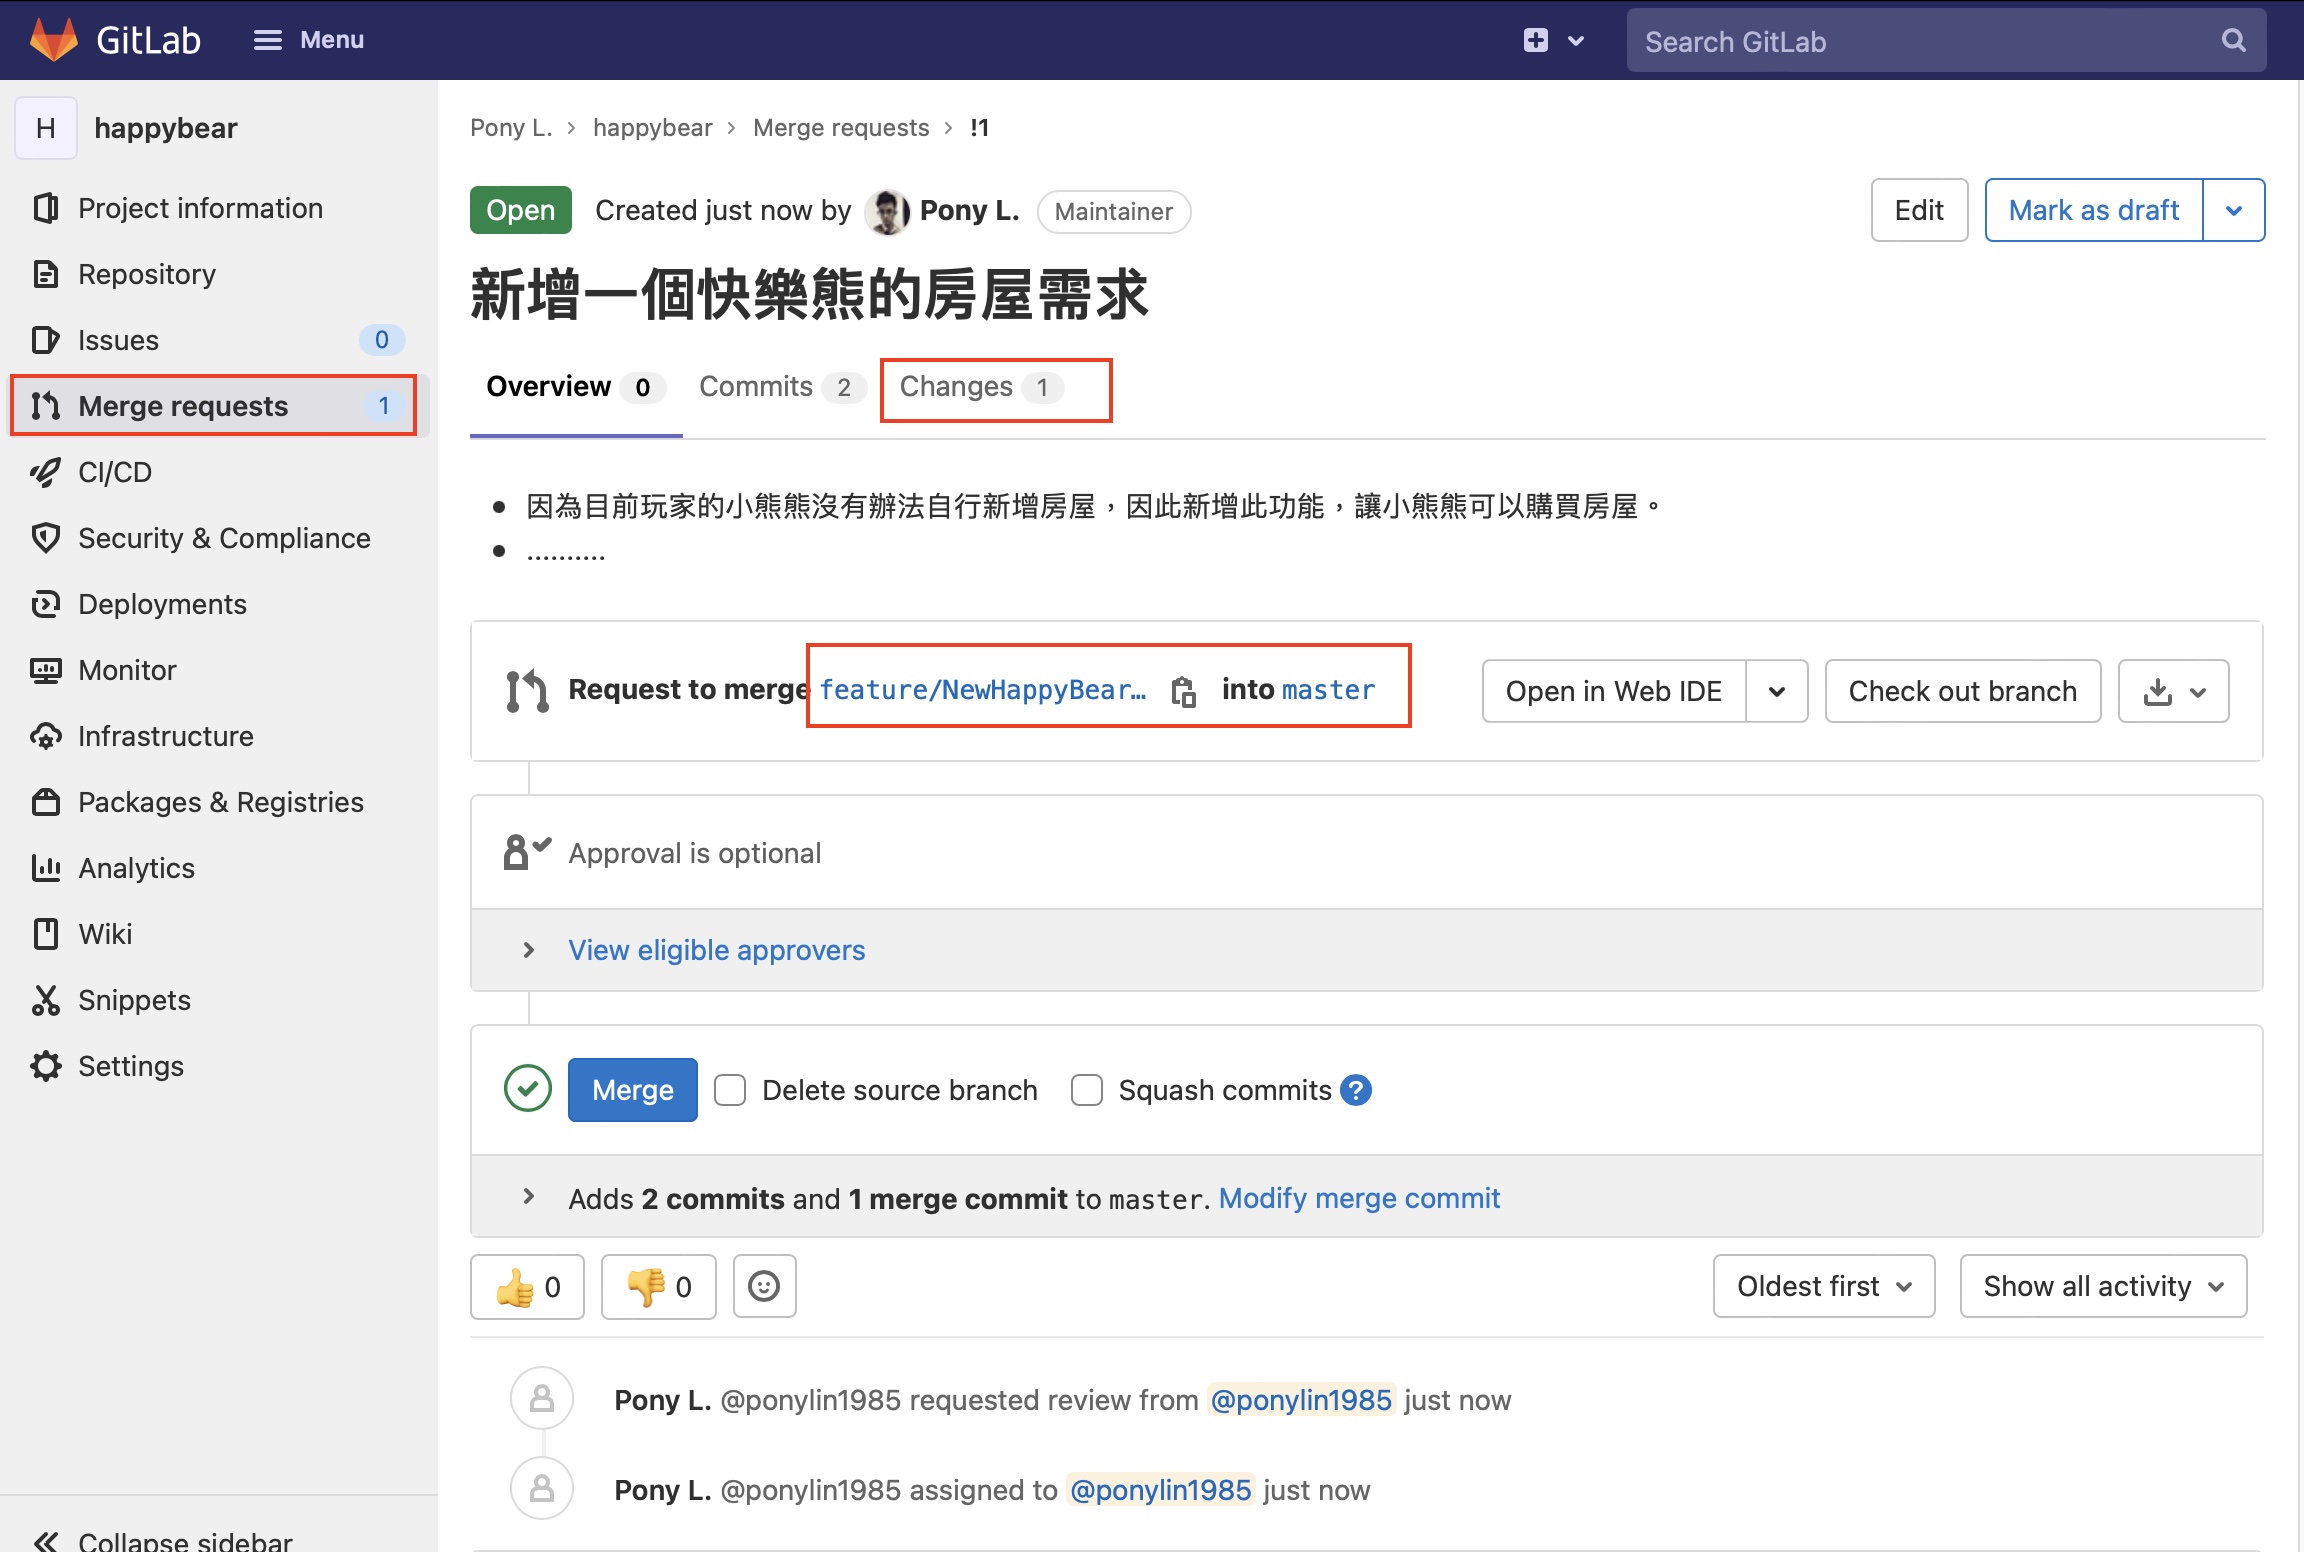 GitLab Menu Search GitLab
H happybear
Project information
Repository
Issues 0
Merge requests 1
CI/CD
Security & Compliance
Deployments
Monitor
Infrastructure
Packages & Registries
Analytics
Wiki
Snippets
Settings
Collapse sidebar
Pony L. › happybear › Merge requests › !1
Open Created just now by Pony L. Maintainer Edit Mark as draft
新增一個快樂熊的房屋需求
Overview 0 Commits 2 Changes 1
• 因為目前玩家的小熊熊沒有辦法自行新增房屋，因此新增此功能，讓小熊熊可以購買房屋。
• ..........
Request to merge feature/NewHappyBear… into master Open in Web IDE Check out branch
Approval is optional
View eligible approvers
Merge Delete source branch Squash commits ?
Adds 2 commits and 1 merge commit to master. Modify merge commit
👍 0 👎 0 Oldest first Show all activity
Pony L. @ponylin1985 requested review from @ponylin1985 just now
Pony L. @ponylin1985 assigned to @ponylin1985 just now